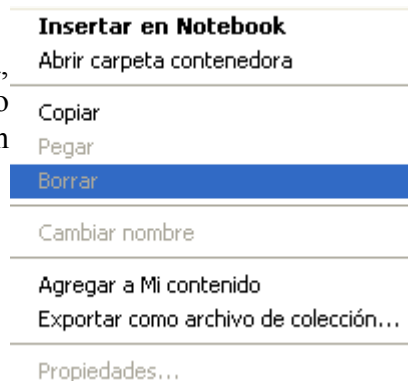 Insertar en Notebook
Abrir carpeta contenedora
Copiar
Pegar
Borrar
Cambiar nombre
Agregar a Mi contenido
Exportar como archivo de colección...
Propiedades...